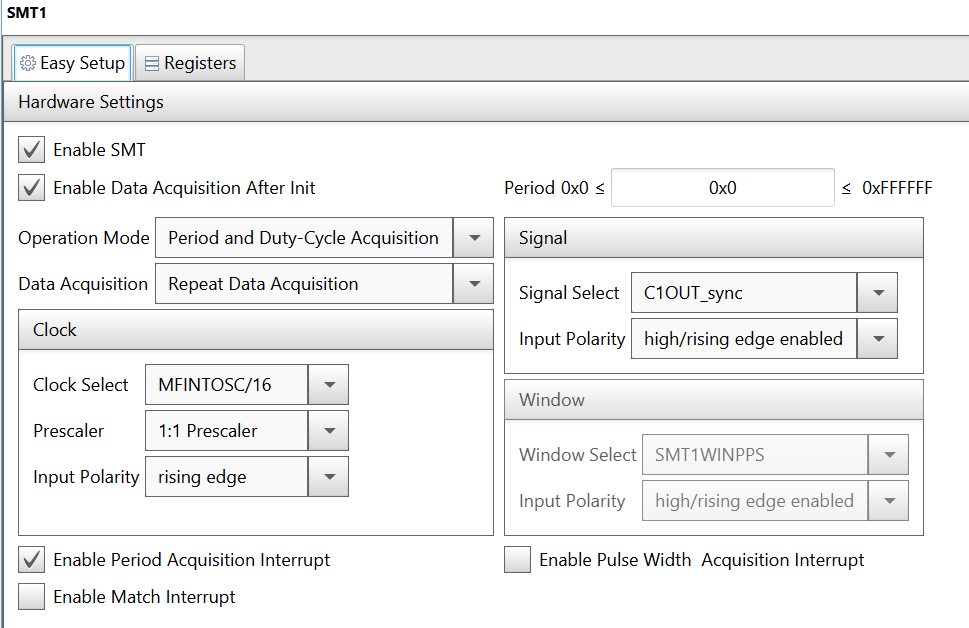 SMT1
Easy Setup Registers
Hardware Settings
Enable SMT
Enable Data Acquisition After Init
Period 0x0 ≤ 0x0 ≤ 0xFFFFFF
Operation Mode Period and Duty-Cycle Acquisition
Data Acquisition Repeat Data Acquisition
Clock
Clock Select MFINTOSC/16
Prescaler 1:1 Prescaler
Input Polarity rising edge
Signal
Signal Select C1OUT_sync
Input Polarity high/rising edge enabled
Window
Window Select SMT1WINPPS
Input Polarity high/rising edge enabled
Enable Period Acquisition Interrupt
Enable Pulse Width Acquisition Interrupt
Enable Match Interrupt